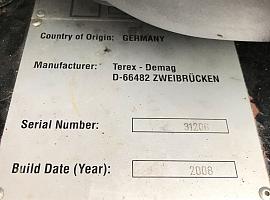 Country of Origin: GERMANY
Manufacturer: Terex - Demag
D-66482 ZWEIBRÜCKEN
Serial Number: 31206
Build Date (Year): 2008